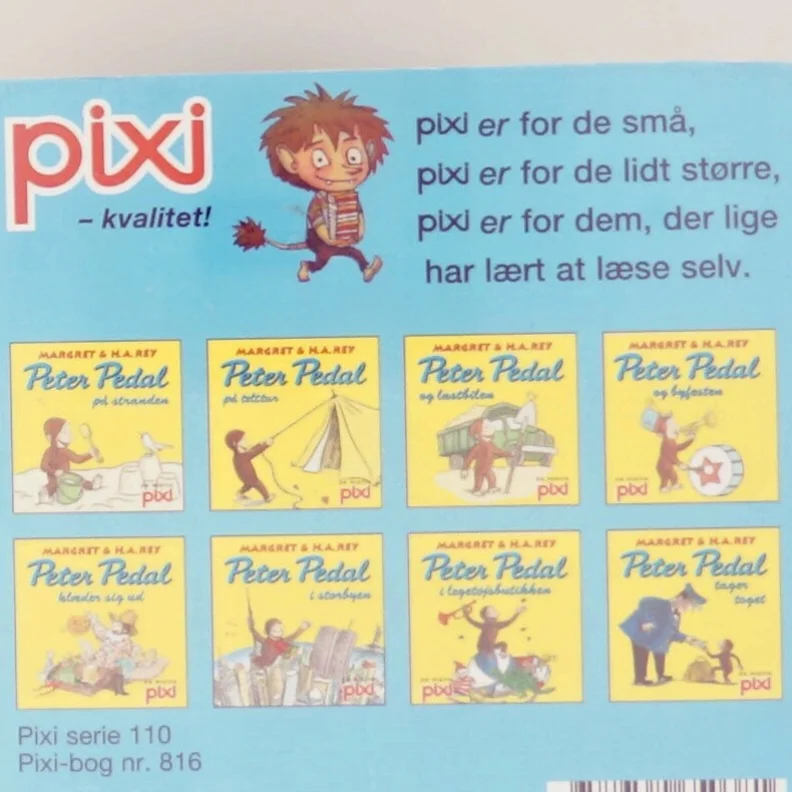 pixi
– kvalitet!
pixi er for de små,
pixi er for de lidt større,
pixi er for dem, der lige
har lært at læse selv.
MARGRET & H.A.REY
Peter Pedal
på stranden
pixi
MARGRET & H.A.REY
Peter Pedal
på telttur
pixi
MARGRET & H.A.REY
Peter Pedal
og lastbilen
pixi
MARGRET & H.A.REY
Peter Pedal
og byfesten
pixi
MARGRET & H.A.REY
Peter Pedal
klæder sig ud
pixi
MARGRET & H.A.REY
Peter Pedal
i storbyen
pixi
MARGRET & H.A.REY
Peter Pedal
i legetøjsbutikken
pixi
MARGRET & H.A.REY
Peter Pedal
tager
toget
pixi
Pixi serie 110
Pixi-bog nr. 816